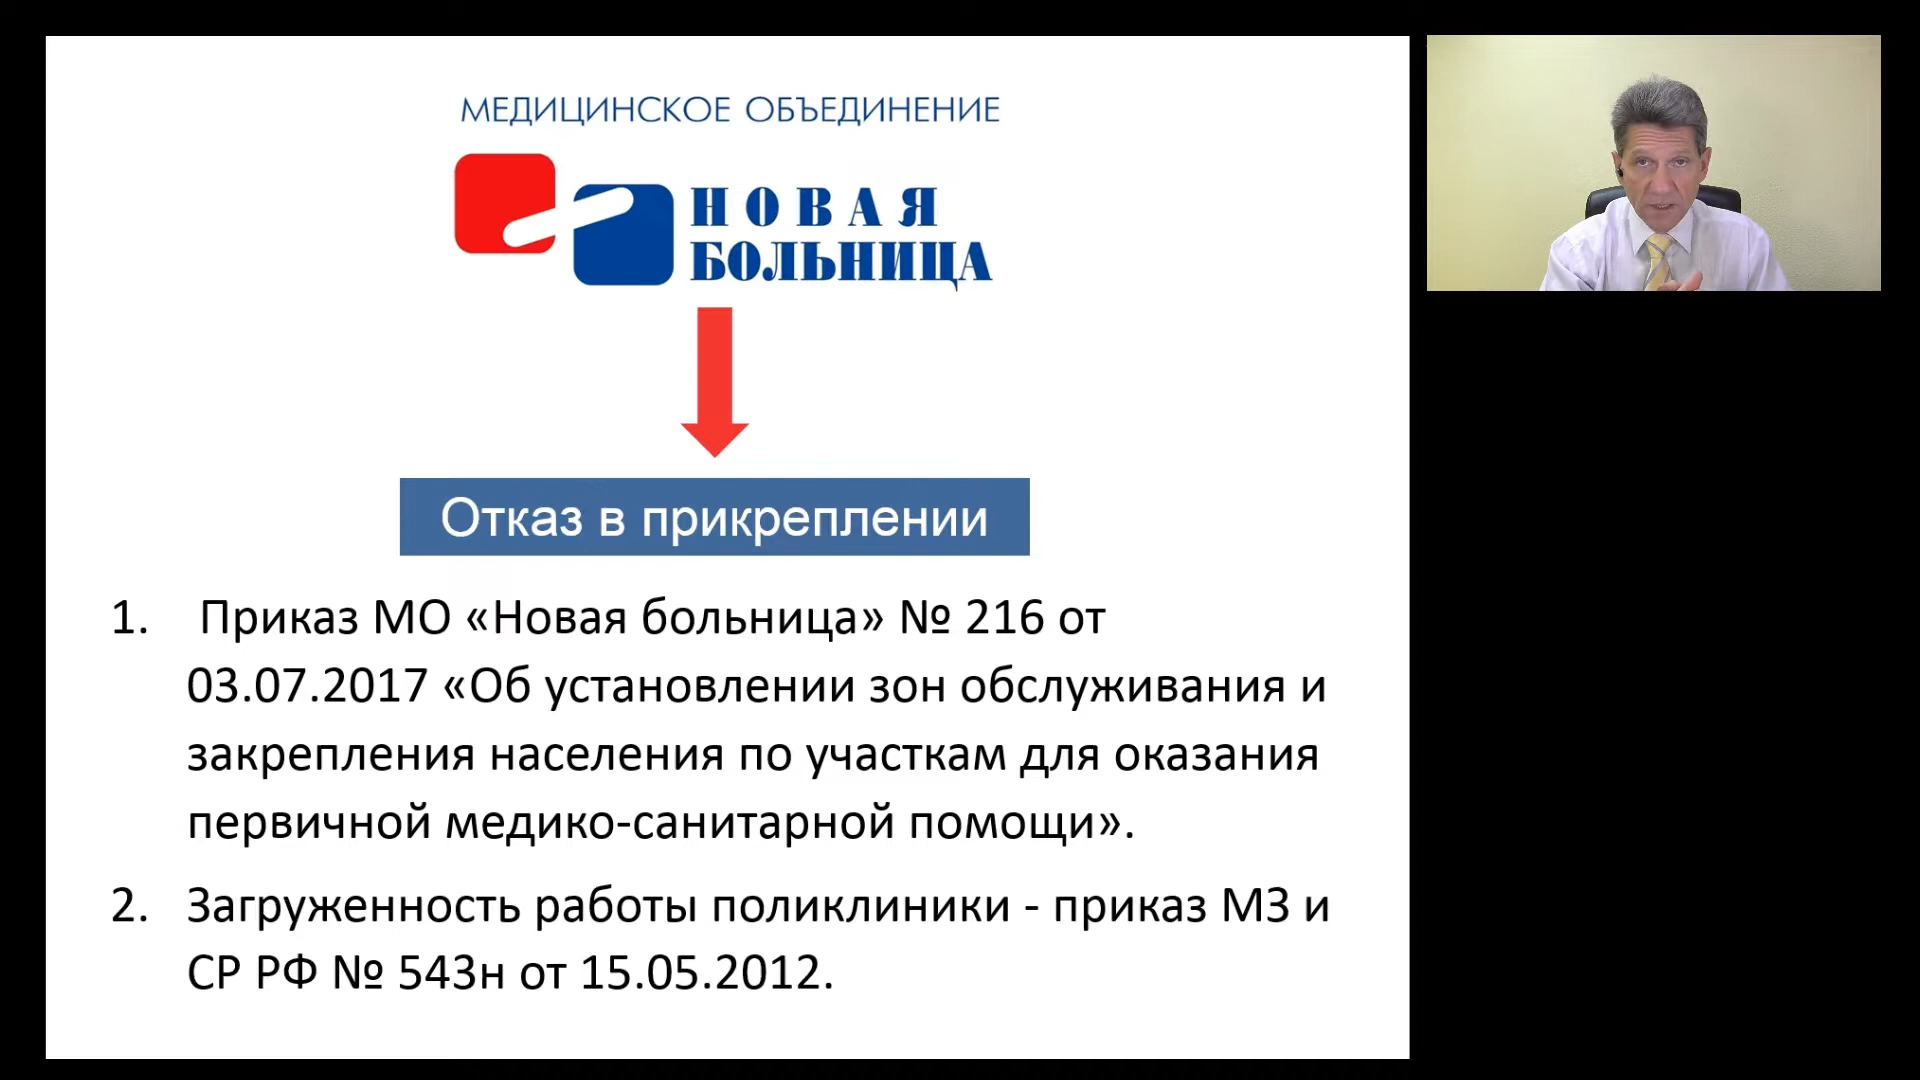 МЕДИЦИНСКОЕ ОБЪЕДИНЕНИЕ
НОВАЯ
БОЛЬНИЦА
Отказ в прикреплении
1. Приказ МО «Новая больница» № 216 от
03.07.2017 «Об установлении зон обслуживания и
закрепления населения по участкам для оказания
первичной медико-санитарной помощи».
2. Загруженность работы поликлиники - приказ МЗ и
СР РФ № 543н от 15.05.2012.